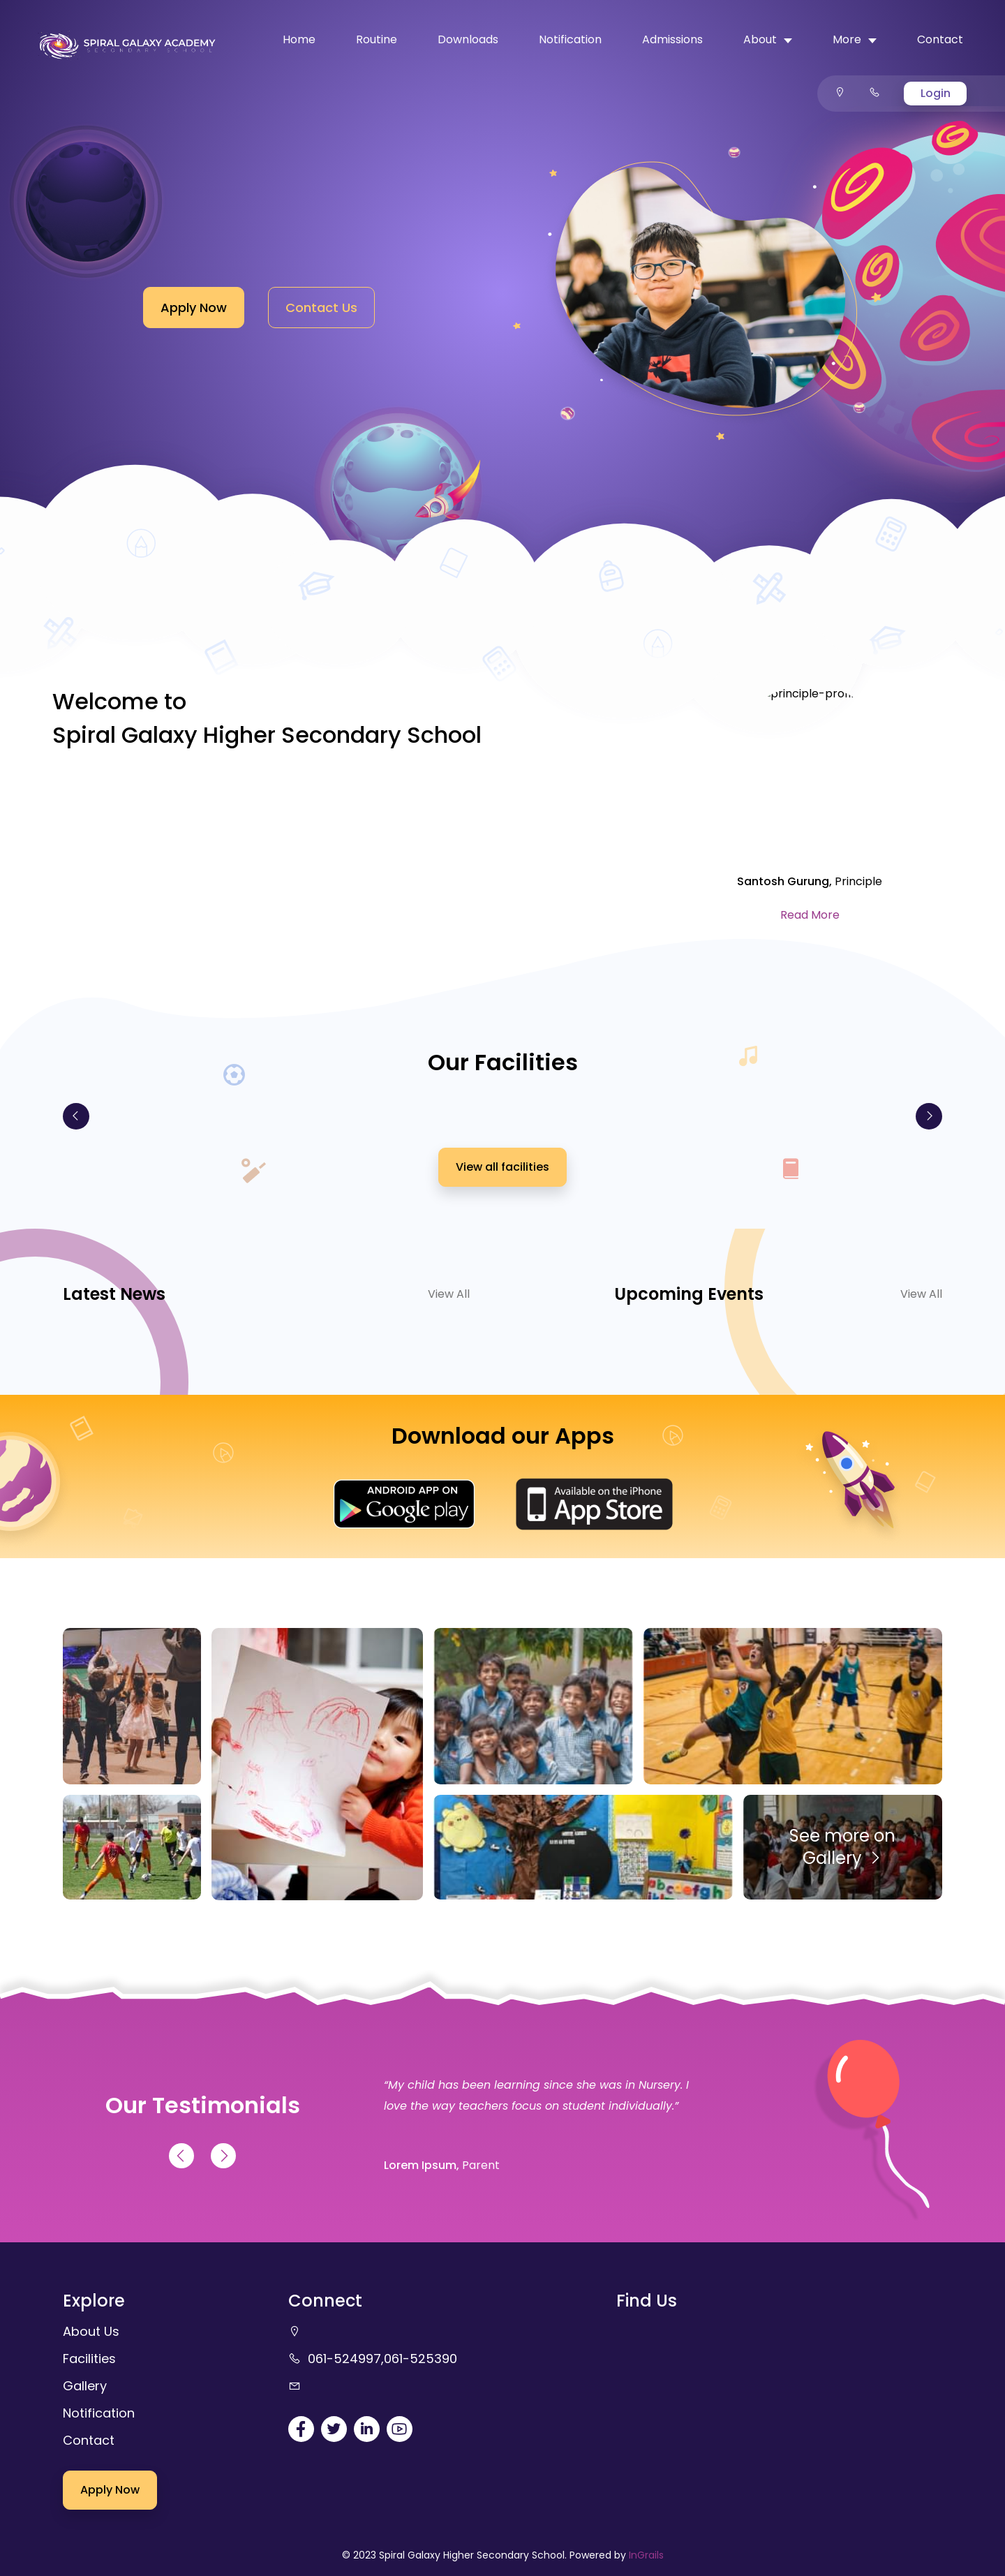 SPIRAL GALAXY ACADEMY
SECONDARY SCHOOL
Home Routine Downloads Notification Admissions About More Contact
Login
Apply Now Contact Us
Welcome to
Spiral Galaxy Higher Secondary School
principle-prof
Santosh Gurung, Principle
Read More
Our Facilities
View all facilities
Latest News View All
Upcoming Events View All
Download our Apps
ANDROID APP ON
Google play
Available on the iPhone
App Store
See more on
Gallery
Our Testimonials
“My child has been learning since she was in Nursery. I
love the way teachers focus on student individually.”
Lorem Ipsum, Parent
Explore
About Us
Facilities
Gallery
Notification
Contact
Apply Now
Connect
061-524997,061-525390
Find Us
© 2023 Spiral Galaxy Higher Secondary School. Powered by InGrails